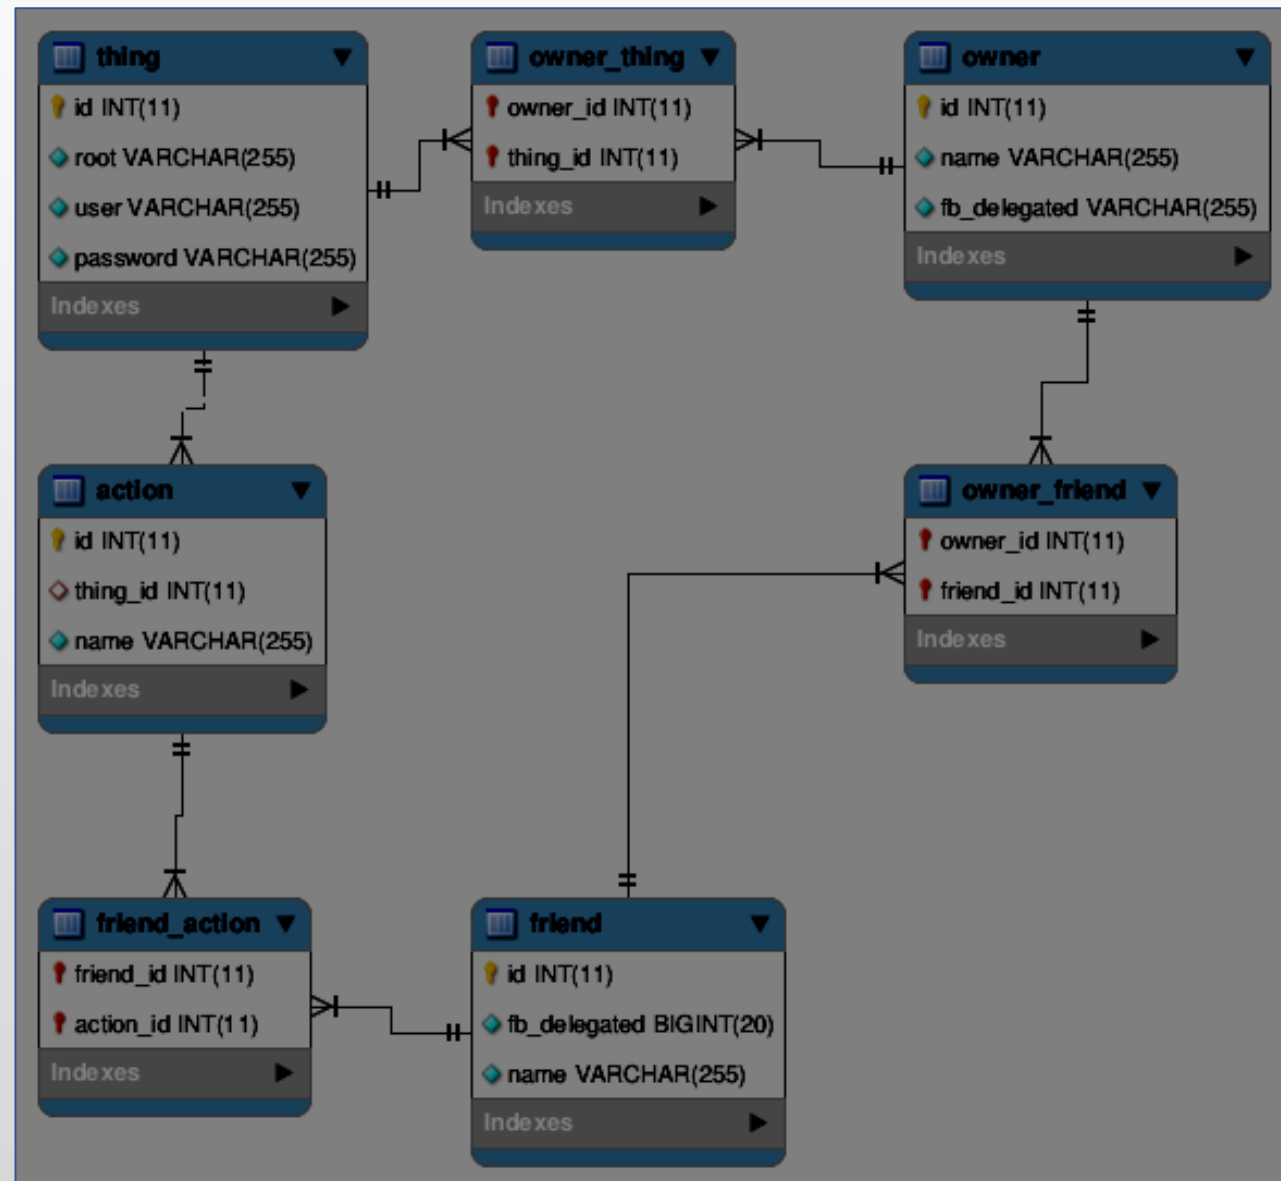 thing
id INT(11)
root VARCHAR(255)
user VARCHAR(255)
password VARCHAR(255)
Indexes
owner_thing
owner_id INT(11)
thing_id INT(11)
Indexes
owner
id INT(11)
name VARCHAR(255)
fb_delegated VARCHAR(255)
Indexes
action
id INT(11)
thing_id INT(11)
name VARCHAR(255)
Indexes
owner_friend
owner_id INT(11)
friend_id INT(11)
Indexes
friend_action
friend_id INT(11)
action_id INT(11)
Indexes
friend
id INT(11)
fb_delegated BIGINT(20)
name VARCHAR(255)
Indexes